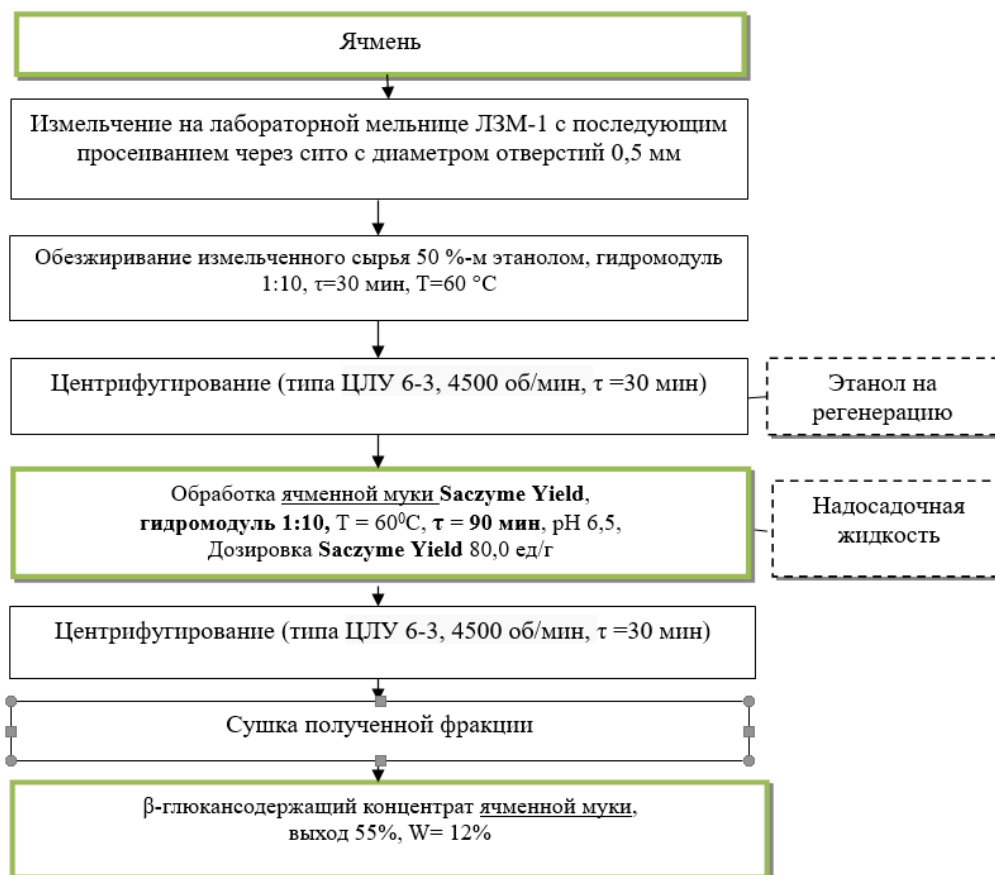 Ячмень
Измельчение на лабораторной мельнице ЛЗМ-1 с последующим
просеиванием через сито с диаметром отверстий 0,5 мм
Обезжиривание измельченного сырья 50 %-м этанолом, гидромодуль
1:10, τ=30 мин, Т=60 °С
Центрифугирование (типа ЦЛУ 6-3, 4500 об/мин, τ =30 мин)
Этанол на
регенерацию
Обработка ячменной муки Saczyme Yield,
гидромодуль 1:10, Т = 60⁰С, τ = 90 мин, рН 6,5,
Дозировка Saczyme Yield 80,0 ед/г
Надосадочная
жидкость
Центрифугирование (типа ЦЛУ 6-3, 4500 об/мин, τ =30 мин)
Сушка полученной фракции
β-глюкансодержащий концентрат ячменной муки,
выход 55%, W= 12%